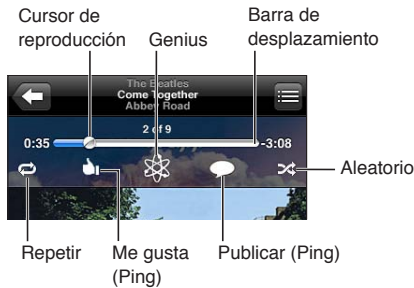 Cursor de
reproducción
Genius
Barra de
desplazamiento
The Beatles
Come Together
Abbey Road
2 of 9
0:35
-3:08
Aleatorio
Repetir
Me gusta
(Ping)
Publicar (Ping)